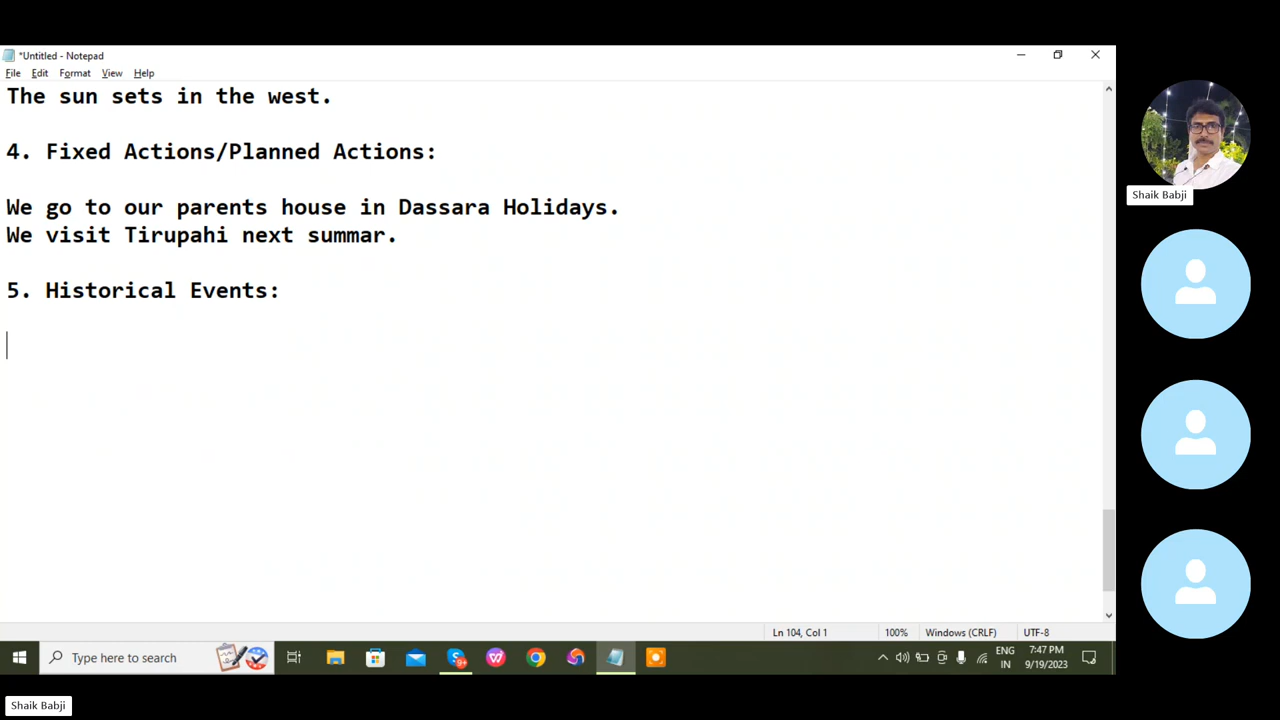 *Untitled - Notepad
File Edit Format View Help
The sun sets in the west.
4. Fixed Actions/Planned Actions:
We go to our parents house in Dassara Holidays.
We visit Tirupahi next summar.
5. Historical Events:
Ln 104, Col 1 100% Windows (CRLF) UTF-8
Type here to search
9+
ENG
IN
7:47 PM
9/19/2023
Shaik Babji
Shaik Babji